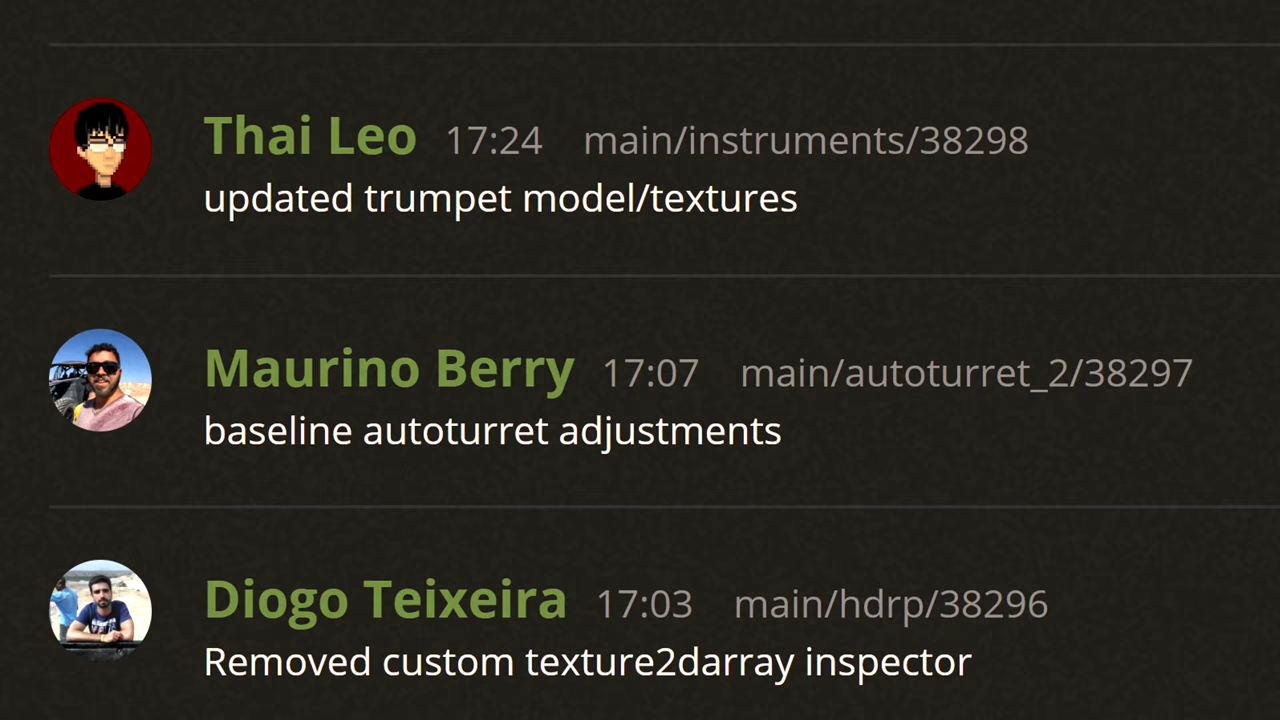 Thai Leo 17:24 main/instruments/38298
updated trumpet model/textures
Maurino Berry 17:07 main/autoturret_2/38297
baseline autoturret adjustments
Diogo Teixeira 17:03 main/hdrp/38296
Removed custom texture2darray inspector